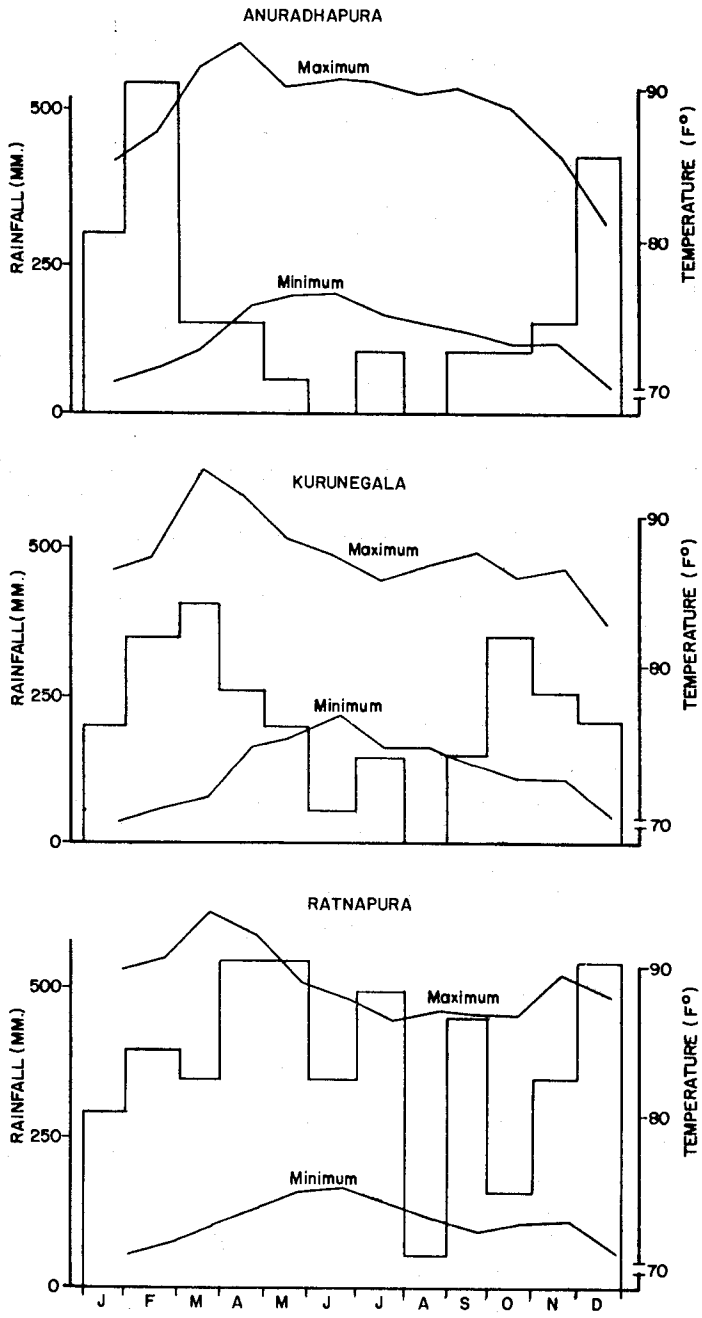 ANURADHAPURA
Maximum
500
90
RAINFALL (MM.)
TEMPERATURE (F°)
80
250
Minimum
70
0
KURUNEGALA
90
500
Maximum
RAINFALL (MM.)
TEMPERATURE (F°)
80
250
Minimum
70
0
RATNAPURA
90
500
Maximum
RAINFALL (MM.)
TEMPERATURE (F°)
80
250
Minimum
70
0
J F M A M J J A S O N D